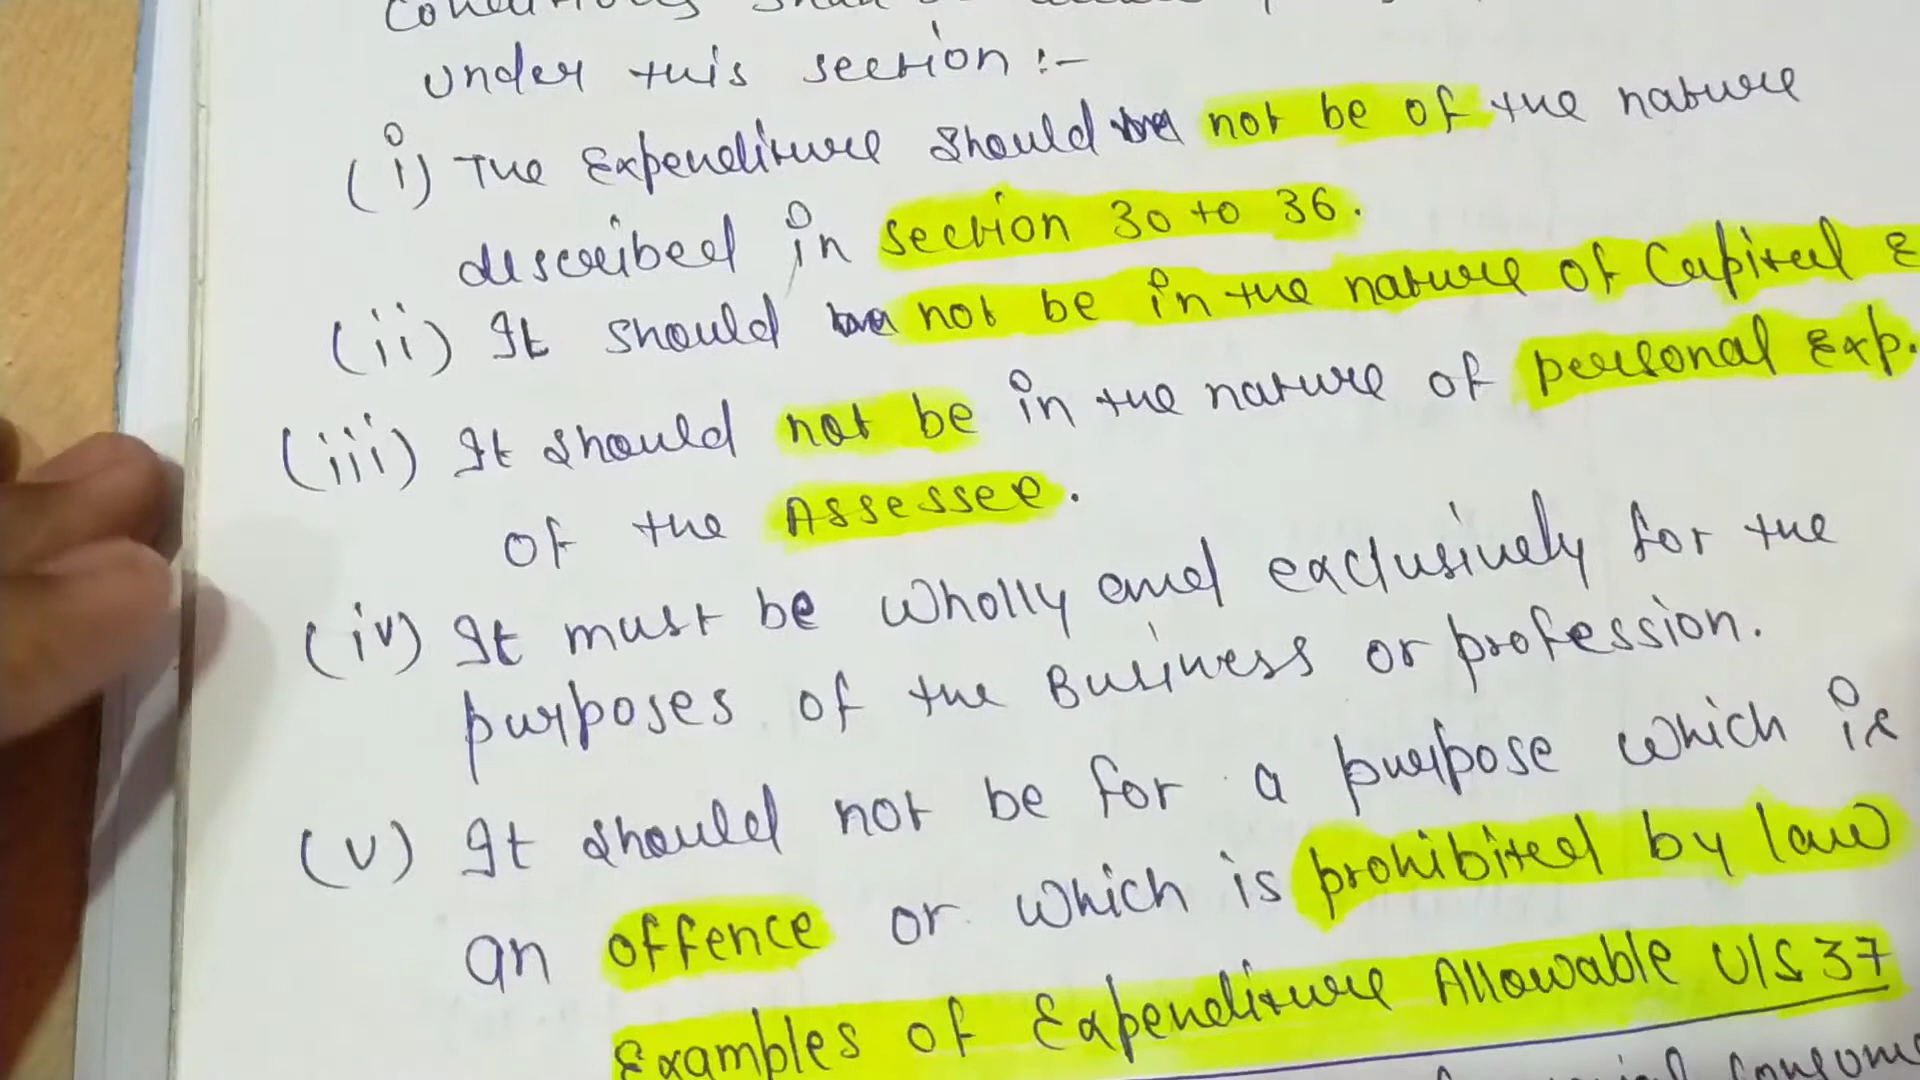 under this section :-
(i) The Expenditure should not be of the nature
described in section 30 to 36.
(ii) It should not be in the nature of Capital E
(iii) It should not be in the nature of personal Exp.
of the Assessee.
(iv) It must be wholly and exclusively for the
purposes of the Business or profession.
(v) It should not be for a purpose which is
an offence or which is prohibited by law
Examples of Expenditure Allowable U/S 37